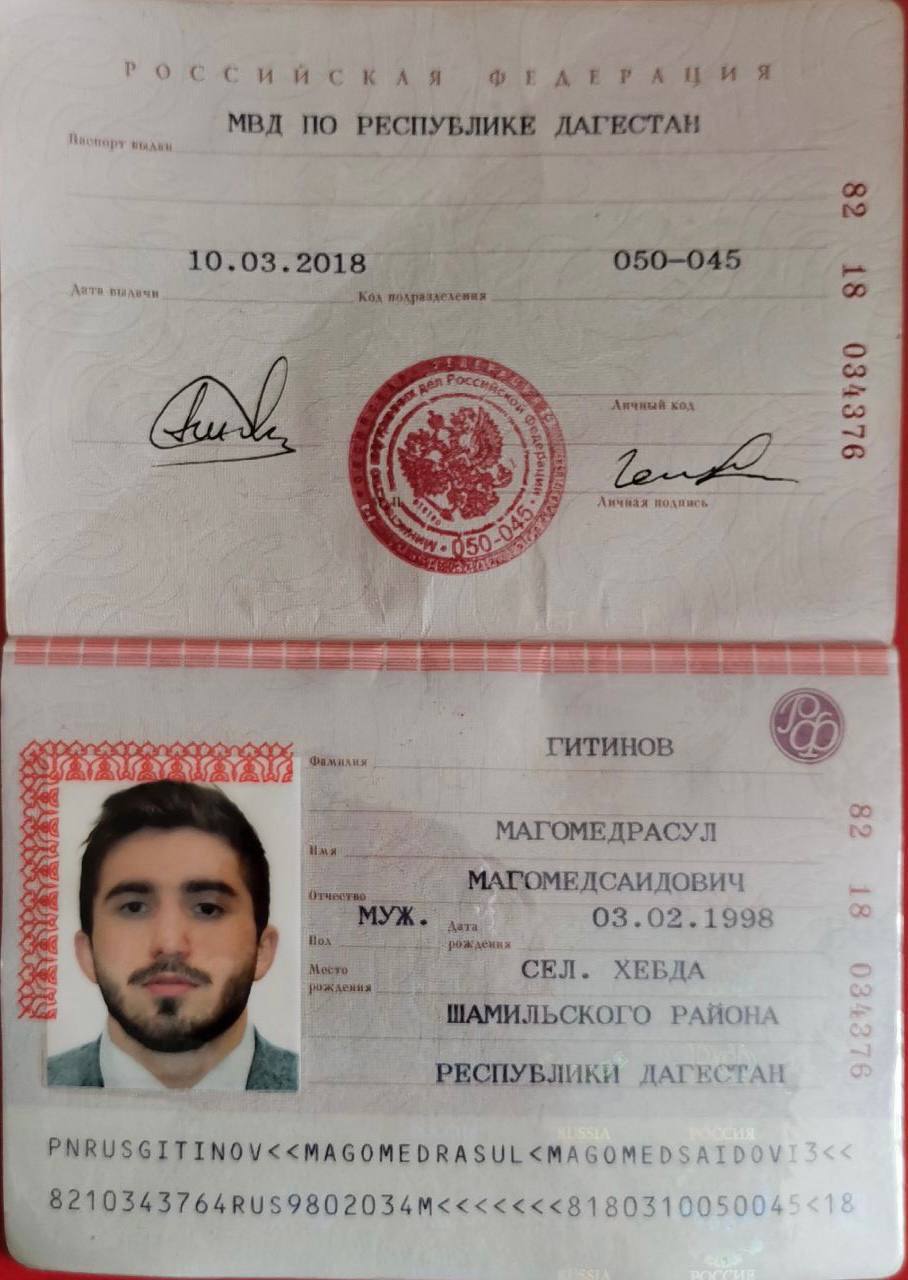 РОССИЙСКАЯ ФЕДЕРАЦИЯ
Паспорт выдан МВД ПО РЕСПУБЛИКЕ ДАГЕСТАН
82 18 034376
Дата выдачи 10.03.2018 Код подразделения 050-045
Личный код
Личная подпись
дел Российской Федерации
050-045
РФ
Фамилия ГИТИНОВ
Имя МАГОМЕДРАСУЛ
Отчество МАГОМЕДСАИДОВИЧ
Пол МУЖ. Дата рождения 03.02.1998
Место рождения СЕЛ. ХЕБДА
ШАМИЛЬСКОГО РАЙОНА
РЕСПУБЛИКИ ДАГЕСТАН
82 18 034376
RUSSIA РОССИЯ
PNRUSGITINOV<<MAGOMEDRASUL<MAGOMEDSAIDOVI3<<
8210343764RUS9802034M<<<<<<<8180310050045<18
RUSSIA РОССИЯ